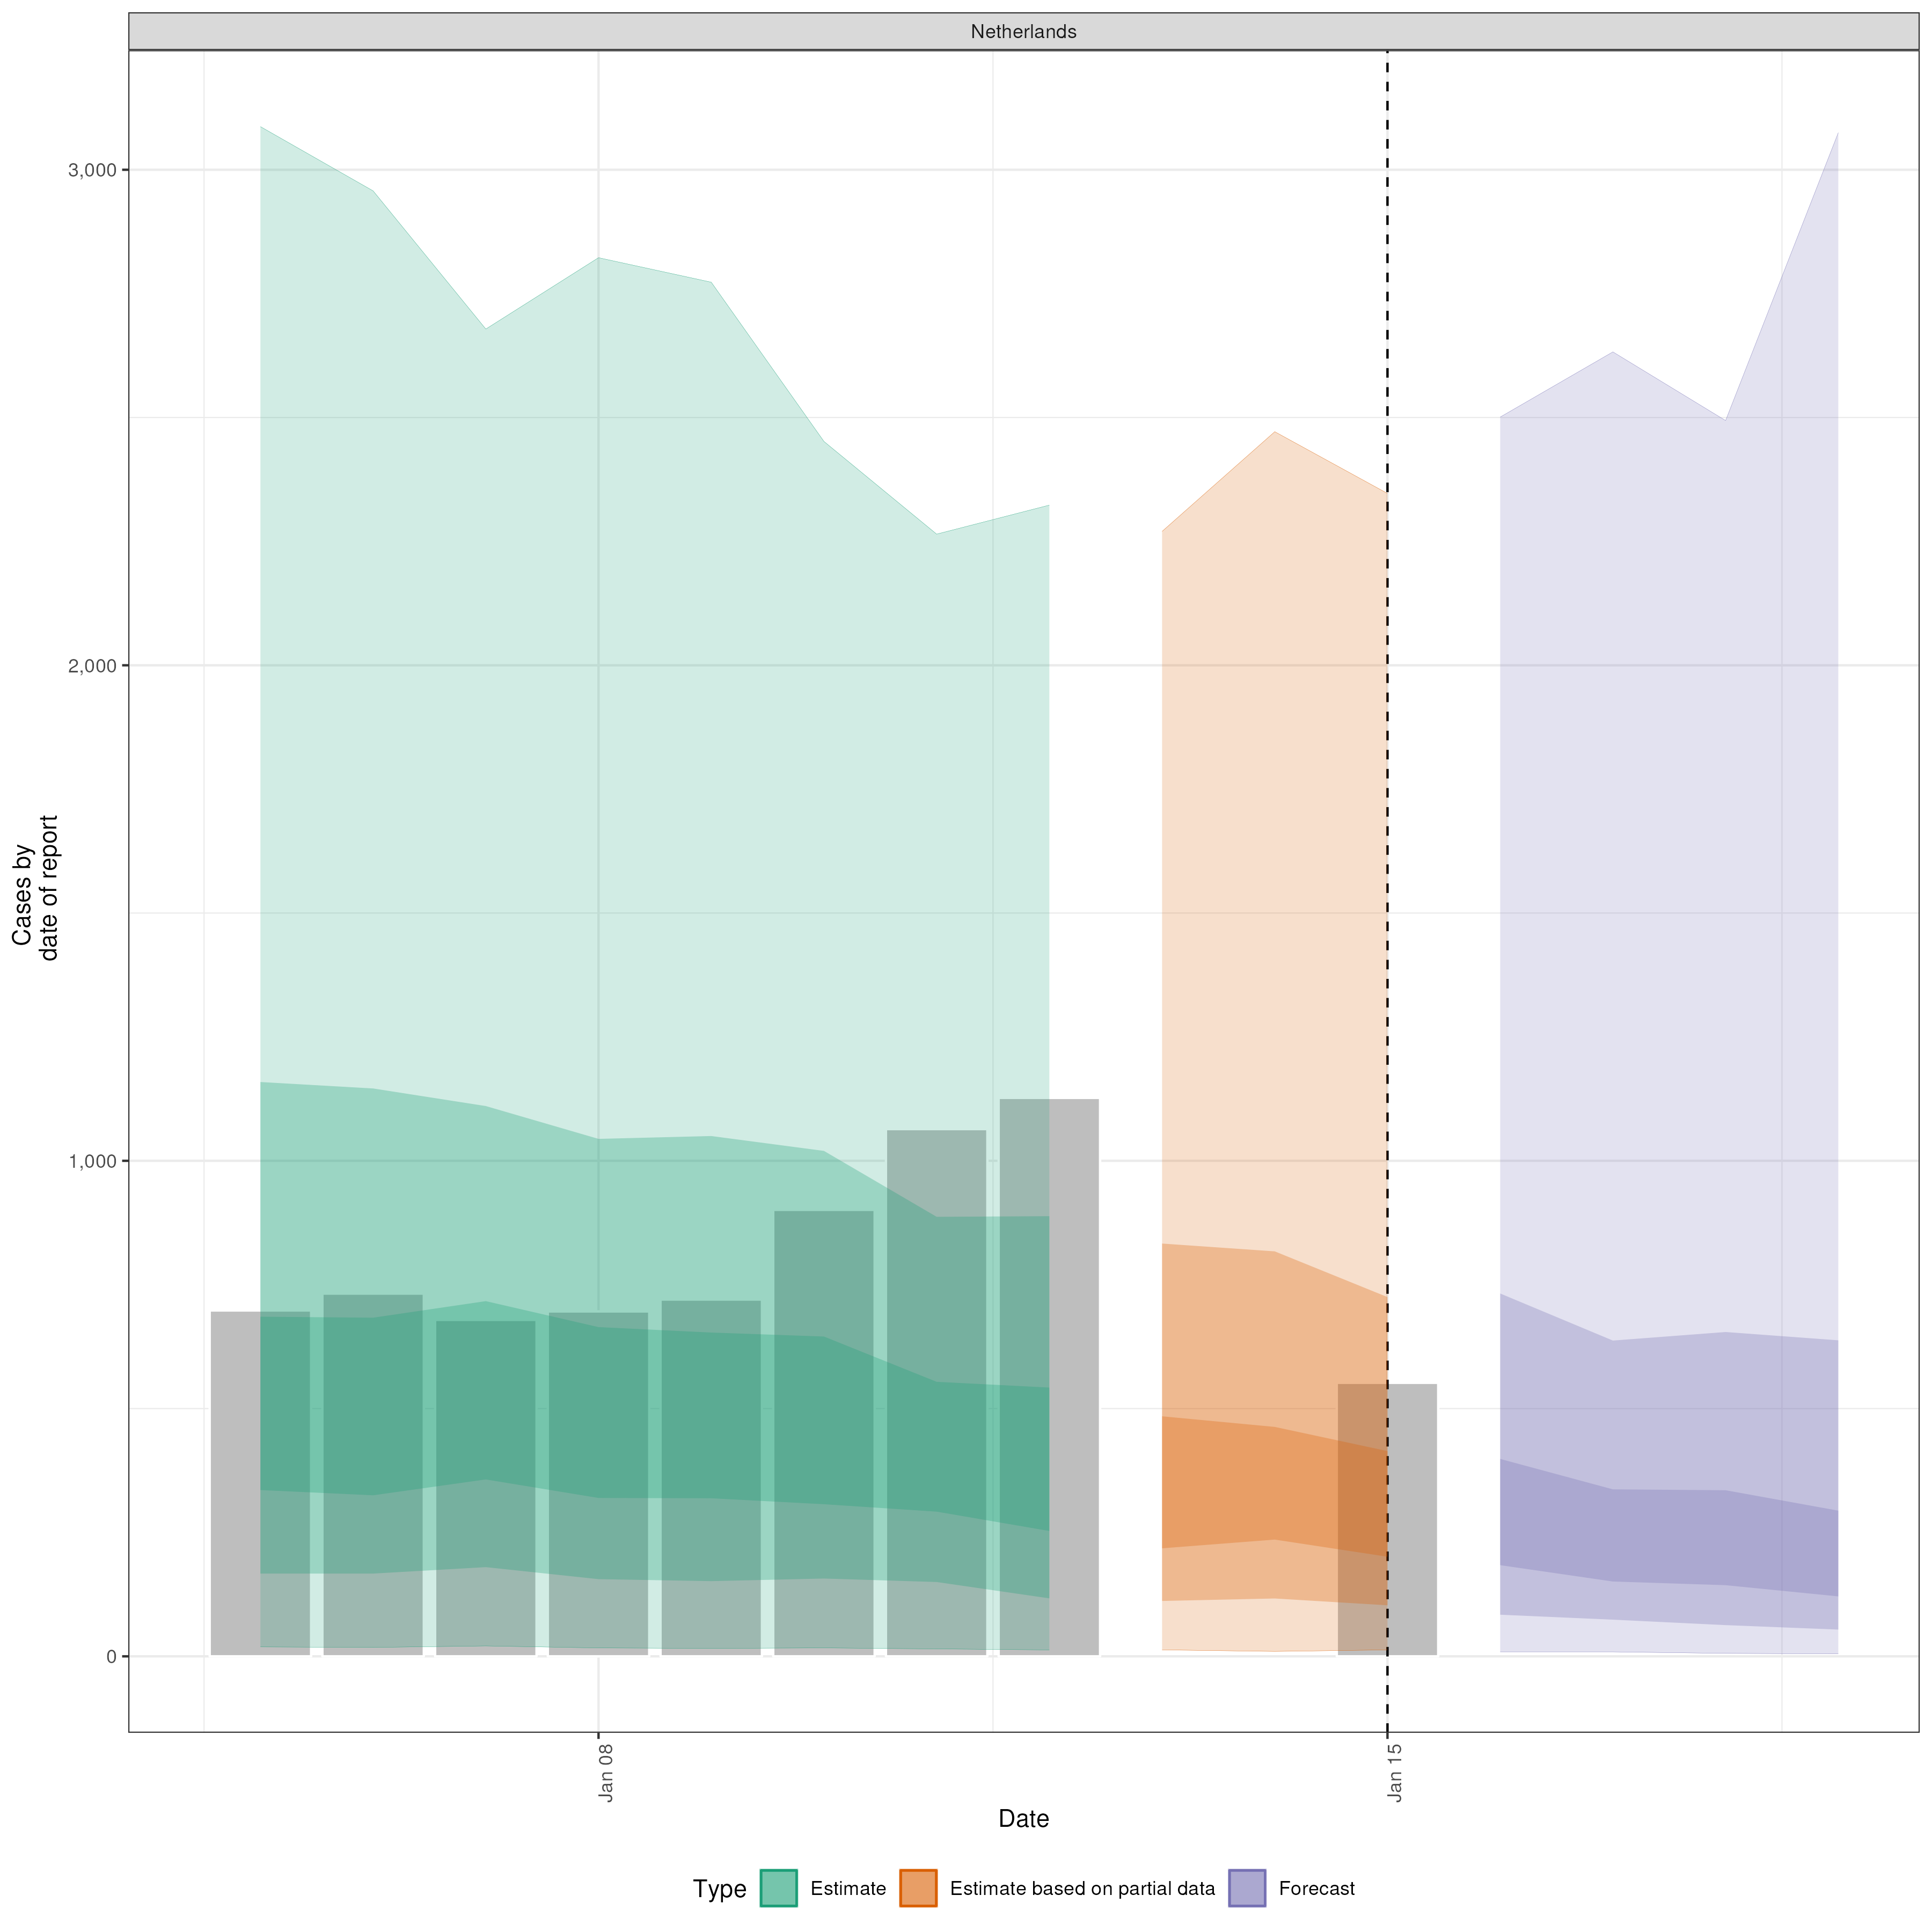 Netherlands
3,000
2,000
1,000
0
Cases by
date of report
Jan 08
Jan 15
Date
Type
Estimate
Estimate based on partial data
Forecast